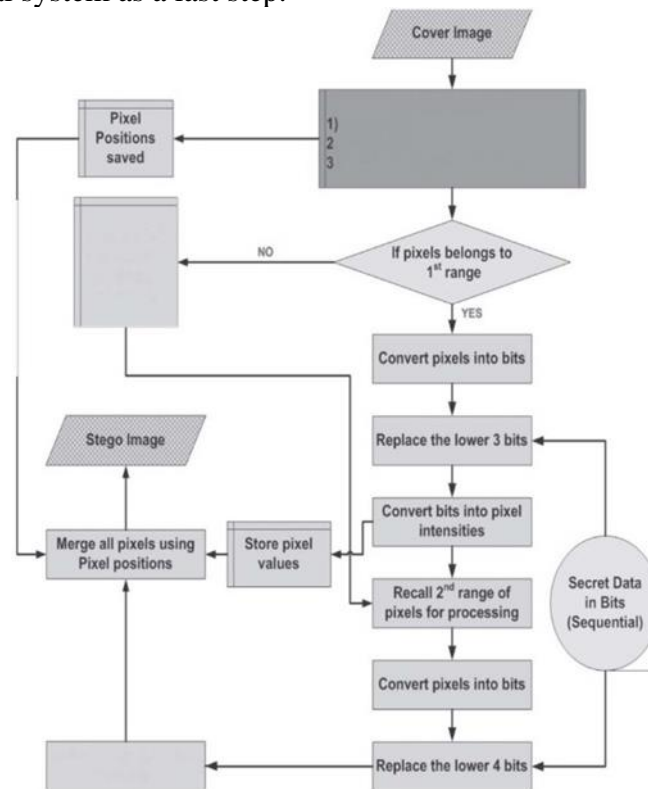 system as a last step.
Cover Image
Pixel
Positions
saved
1)
2
3
NO
If pixels belongs to
1st range
YES
Convert pixels into bits
Stego Image
Replace the lower 3 bits
Merge all pixels using
Pixel positions
Store pixel
values
Convert bits into pixel
intensities
Recall 2nd range of
pixels for processing
Secret Data
in Bits
(Sequential)
Convert pixels into bits
Replace the lower 4 bits